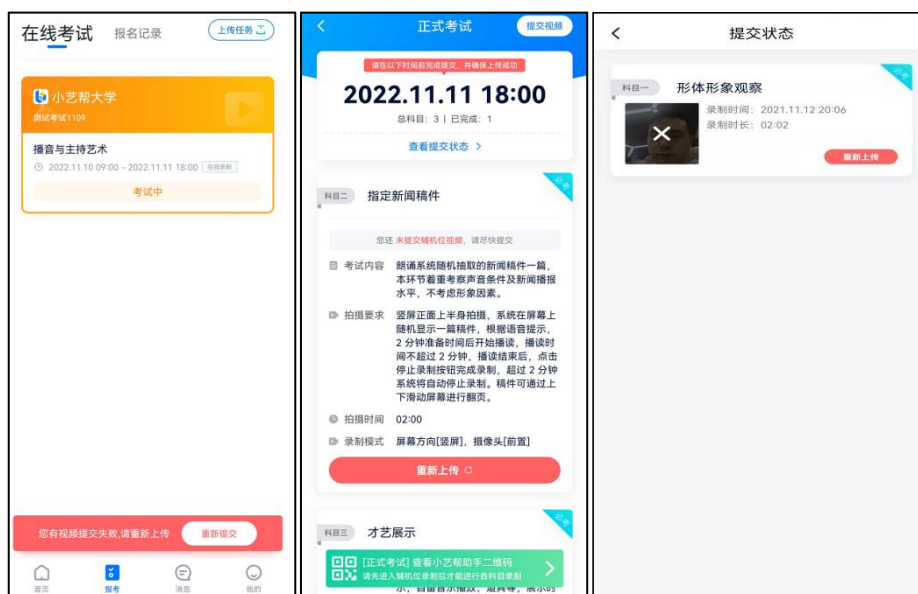 在线考试
报名记录
上传任务
小艺帮大学
测试考试1109
播音与主持艺术
2022.11.10 09:00 - 2022.11.11 18:00 在线录制
考试中
您有视频提交失败,请重新上传
重新提交
首页
报考
消息
我的
正式考试
提交视频
请在以下时间前完成提交，并确保上传成功
2022.11.11 18:00
总科目：3 | 已完成：1
查看提交状态 >
必考
科目二
指定新闻稿件
您还 未提交辅机位视频，请尽快提交
考试内容
朗诵系统随机抽取的新闻稿件一篇，
本环节着重考察声音条件及新闻播报
水平，不考虑形象因素。
拍摄要求
竖屏正面上半身拍摄，系统在屏幕上
随机显示一篇稿件，根据语音提示，
2 分钟准备时间后开始播读，播读时
间不超过 2 分钟，播读结束后，点击
停止录制按钮完成录制，超过 2 分钟
系统将自动停止录制。稿件可通过上
下滑动屏幕进行翻页。
拍摄时间
02:00
录制模式
屏幕方向[竖屏]，摄像头[前置]
重新上传
必考
科目三
才艺展示
[正式考试] 查看小艺帮助手二维码
请先进入辅机位录制后才能进行各科目录制
提交状态
必考
科目一
形体形象观察
录制时间：2021.11.12 20:06
录制时长：02:02
重新上传